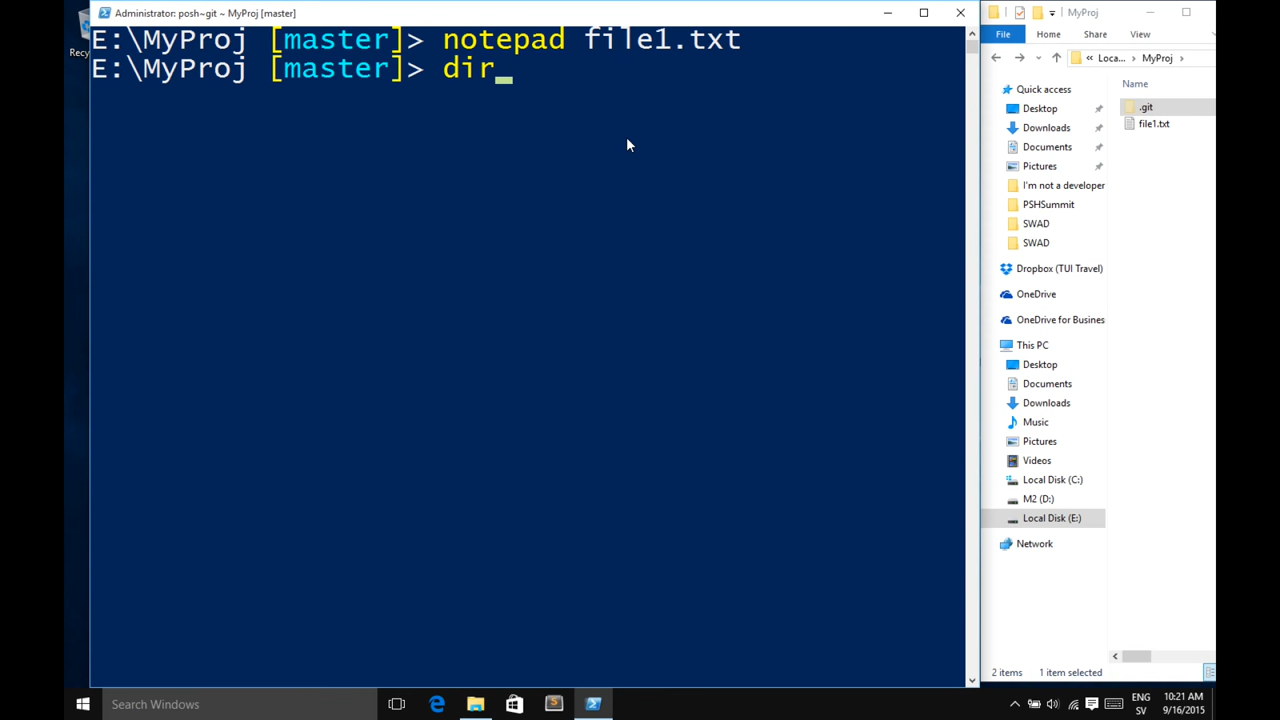 Recy
Administrator: posh~git ~ MyProj [master]
E:\MyProj [master]> notepad file1.txt
E:\MyProj [master]> dir_
MyProj
File Home Share View
« Loca... > MyProj >
Name
.git
file1.txt
Quick access
Desktop
Downloads
Documents
Pictures
I'm not a developer
PSHSummit
SWAD
SWAD
Dropbox (TUI Travel)
OneDrive
OneDrive for Busines
This PC
Desktop
Documents
Downloads
Music
Pictures
Videos
Local Disk (C:)
M2 (D:)
Local Disk (E:)
Network
2 items 1 item selected
Search Windows
ENG 10:21 AM
SV 9/16/2015